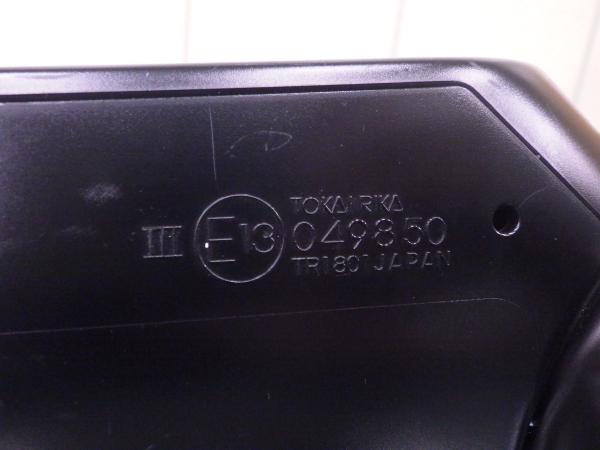 TOKAI RIKA
III E13 049850
TR1801 JAPAN